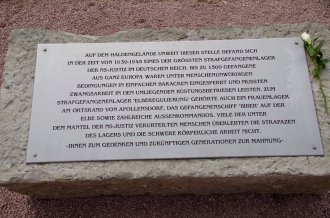 AUF DEM HALDENGELÄNDE UNWEIT DIESER STELLE BEFAND SICH
IN DER ZEIT VON 1939-1945 EINES DER GRÖSSTEN STRAFGEFANGENENLAGER
DER NS-JUSTIZ IM DEUTSCHEN REICH. BIS ZU 1500 GEFANGENE
AUS GANZ EUROPA WAREN UNTER MENSCHENUNWÜRDIGEN
BEDINGUNGEN IN EINFACHEN BARACKEN EINGESPERRT UND MUSSTEN
ZWANGSARBEIT IN DEN UMLIEGENDEN RÜSTUNGSBETRIEBEN LEISTEN. ZUM
STRAFGEFANGENENLAGER "ELBEREGULIERUNG" GEHÖRTE AUCH EIN FRAUENLAGER
AM ORTSRAND VON APOLLENSDORF, DAS GEFANGENENSCHIFF "BIBER" AUF DER
ELBE SOWIE ZAHLREICHE AUSSENKOMMANDOS. VIELE DER UNTER
DEM MANTEL DER NS-JUSTIZ VERURTEILTEN MENSCHEN ÜBERLEBTEN DIE STRAPAZEN
DES LAGERS UND DIE SCHWERE KÖRPERLICHE ARBEIT NICHT.
-IHNEN ZUM GEDENKEN UND ZUKÜNFTIGEN GENERATIONEN ZUR MAHNUNG-